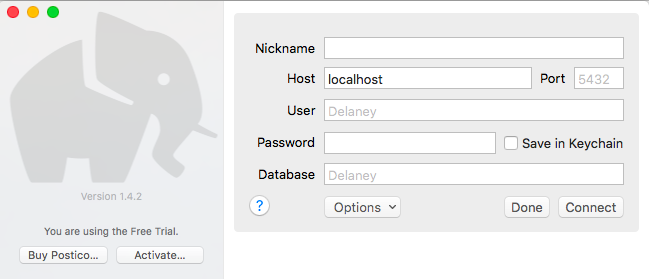 Nickname
Host localhost Port 5432
User Delaney
Password Save in Keychain
Database Delaney
? Options Done Connect
Version 1.4.2
You are using the Free Trial.
Buy Postico... Activate...